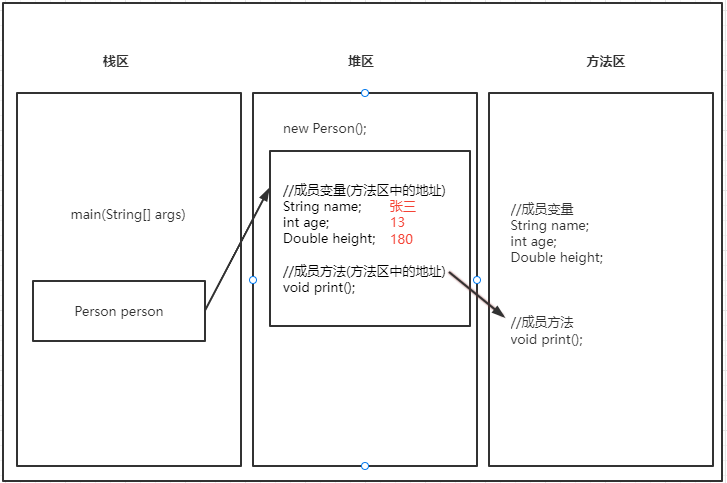 栈区
堆区
方法区
main(String[] args)
Person person
new Person();
//成员变量(方法区中的地址)
String name; 张三
int age; 13
Double height; 180
//成员方法(方法区中的地址)
void print();
//成员变量
String name;
int age;
Double height;
//成员方法
void print();